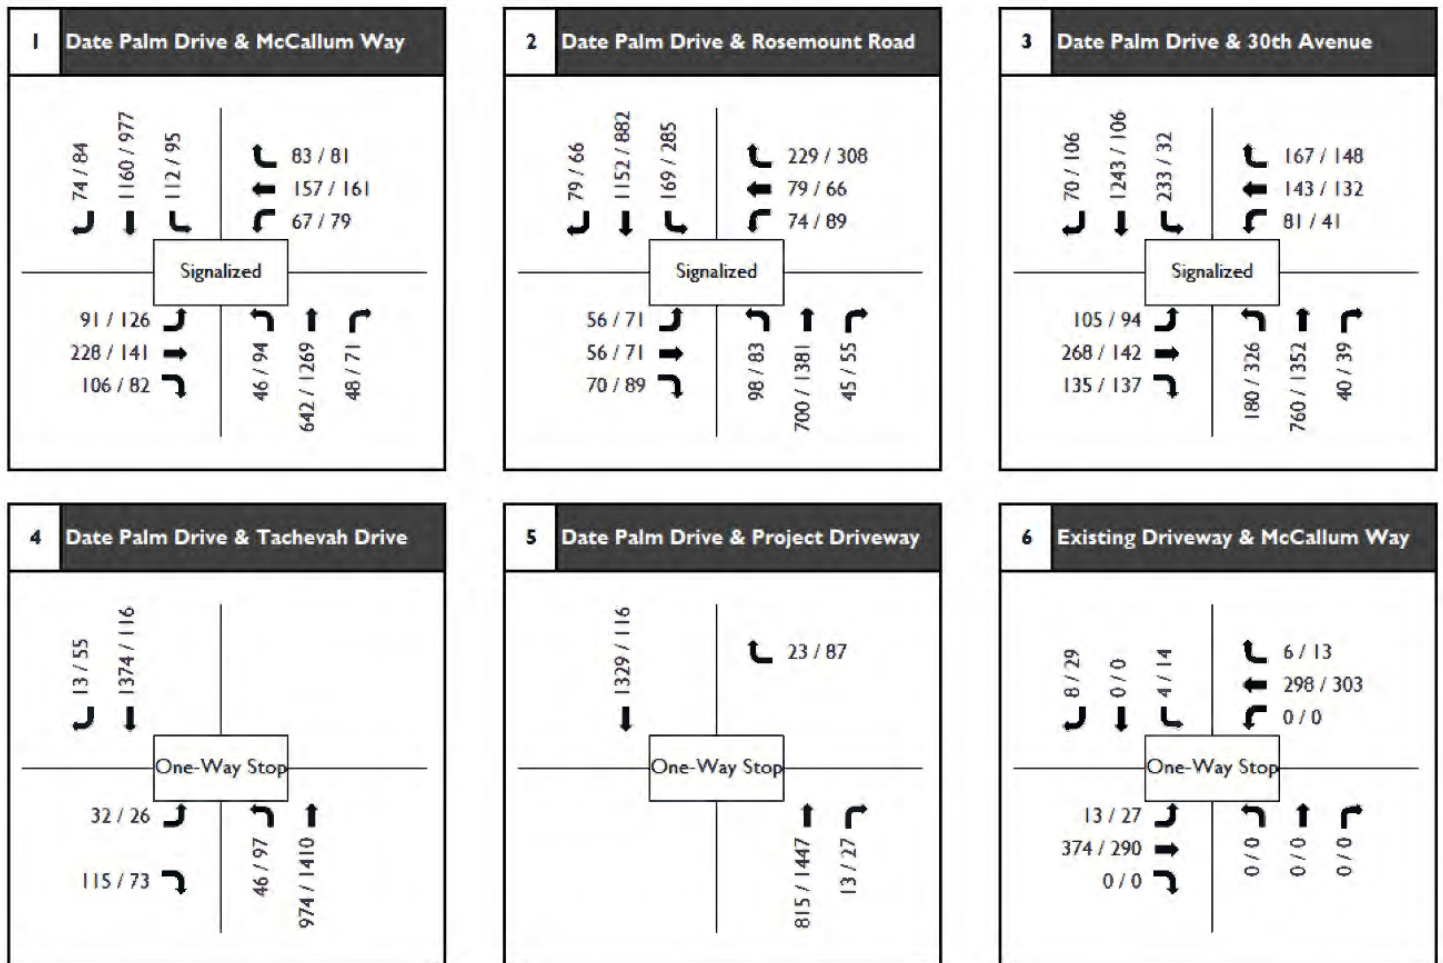 1 Date Palm Drive & McCallum Way
74 / 84
1160 / 977
112 / 95
83 / 81
157 / 161
67 / 79
Signalized
91 / 126
228 / 141
106 / 82
46 / 94
642 / 1269
48 / 71
2 Date Palm Drive & Rosemount Road
79 / 66
1152 / 882
169 / 285
229 / 308
79 / 66
74 / 89
Signalized
56 / 71
56 / 71
70 / 89
98 / 83
700 / 1381
45 / 55
3 Date Palm Drive & 30th Avenue
70 / 106
1243 / 106
233 / 32
167 / 148
143 / 132
81 / 41
Signalized
105 / 94
268 / 142
135 / 137
180 / 326
760 / 1352
40 / 39
4 Date Palm Drive & Tachevah Drive
13 / 55
1374 / 116
One-Way Stop
32 / 26
115 / 73
46 / 97
974 / 1410
5 Date Palm Drive & Project Driveway
1329 / 116
23 / 87
One-Way Stop
815 / 1447
13 / 27
6 Existing Driveway & McCallum Way
8 / 29
0 / 0
4 / 14
6 / 13
298 / 303
0 / 0
One-Way Stop
13 / 27
374 / 290
0 / 0
0 / 0
0 / 0
0 / 0